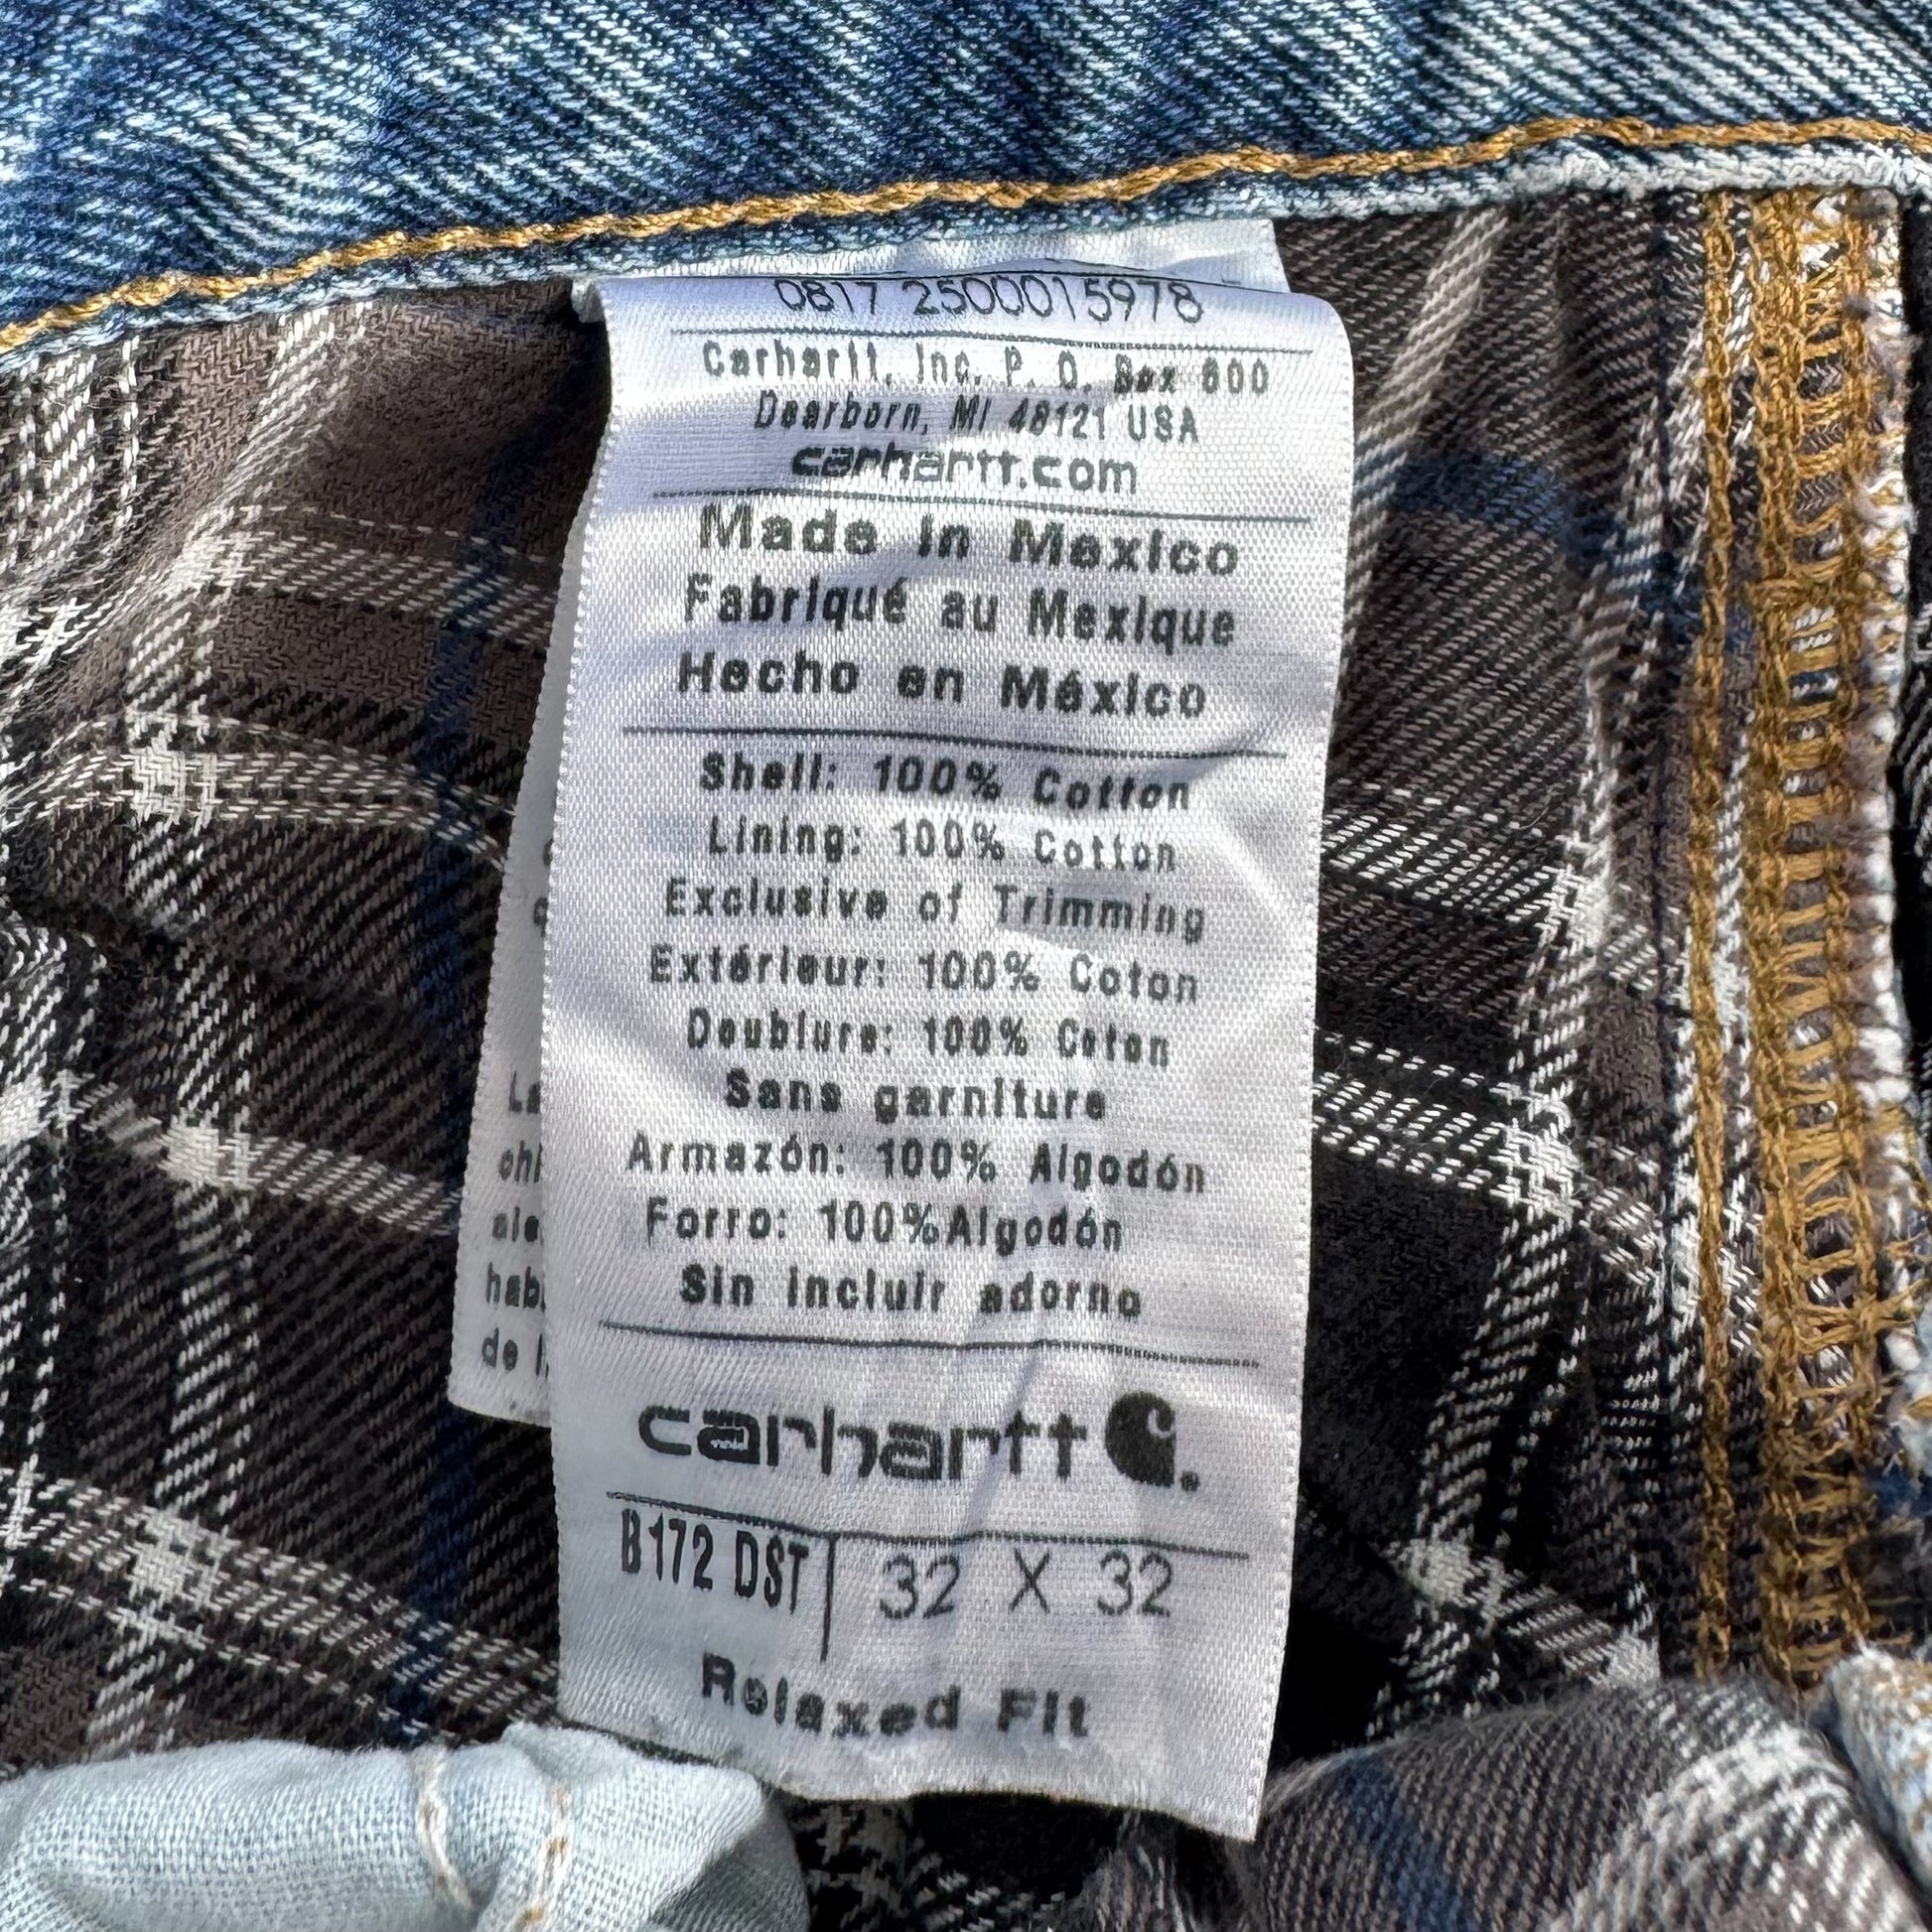 0817 2500015978
Carhartt, Inc. P. O. Box 600
Dearborn, MI 48121 USA
carhartt.com
Made in Mexico
Fabriqué au Mexique
Hecho en México
Shell: 100% Cotton
Lining: 100% Cotton
Exclusive of Trimming
Extérieur: 100% Coton
Doublure: 100% Coton
Sans garniture
Armazón: 100% Algodón
Forro: 100% Algodón
Sin incluir adorno
carhartt
B172 DST 32 X 32
Relaxed Fit
de